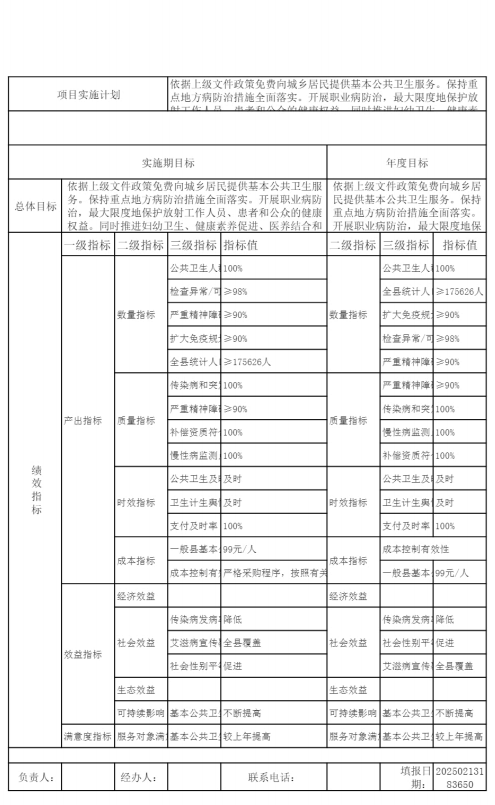 项目实施计划
依据上级文件政策免费向城乡居民提供基本公共卫生服务。保持重
点地方病防治措施全面落实。开展职业病防治，最大限度地保护放
射工作人员、患者和公众的健康权益。同时推进妇幼卫生、健康素
实施期目标 年度目标
总体目标
依据上级文件政策免费向城乡居民提供基本公共卫生服
务。保持重点地方病防治措施全面落实。开展职业病防
治，最大限度地保护放射工作人员、患者和公众的健康
权益。同时推进妇幼卫生、健康素养促进、医养结合和
依据上级文件政策免费向城乡居民提供基本公共卫生服务。保持
重点地方病防治措施全面落实。
开展职业病防治，最大限度地保
绩效指标
一级指标 二级指标 三级指标 指标值 二级指标 三级指标 指标值
产出指标
数量指标
公共卫生人 100%
检查异常/可 ≥98%
严重精神障 ≥90%
扩大免疫规 ≥90%
全县统计人 ≥175626人
数量指标
公共卫生人 100%
全县统计人 ≥175626人
扩大免疫规 ≥90%
检查异常/可 ≥98%
严重精神障 ≥90%
质量指标
传染病和突 100%
严重精神障 ≥90%
补偿资质符 100%
慢性病监测 100%
质量指标
严重精神障 ≥90%
传染病和突 100%
慢性病监测 100%
补偿资质符 100%
时效指标
公共卫生及 及时
卫生计生舆 及时
支付及时率 100%
时效指标
公共卫生及 及时
卫生计生舆 及时
支付及时率 100%
成本指标
一般县基本 99元/人
成本控制有 严格采购程序，按照有关
成本指标
成本控制有效性
一般县基本 99元/人
效益指标
经济效益 经济效益
社会效益
传染病发病 降低
艾滋病宣传 全县覆盖
社会性别平 促进
社会效益
传染病发病 降低
社会性别平 促进
艾滋病宣传 全县覆盖
生态效益 生态效益
可持续影响 基本公共卫 不断提高 可持续影响 基本公共卫 不断提高
满意度指标 服务对象满 基本公共卫 较上年提高 服务对象满 基本公共卫 较上年提高
负责人： 经办人： 联系电话： 填报日期： 20250213183650